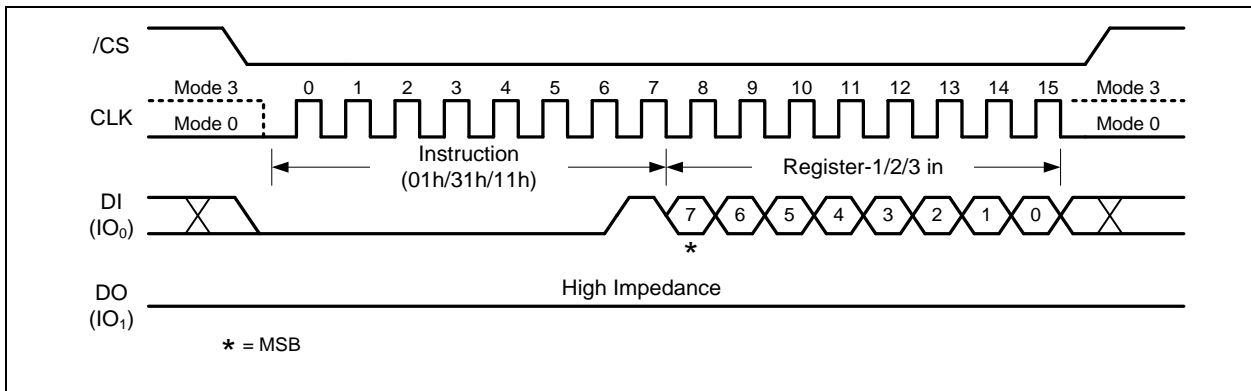 /CS
Mode 3 0 1 2 3 4 5 6 7 8 9 10 11 12 13 14 15 Mode 3
CLK
Mode 0 Mode 0
Instruction
(01h/31h/11h)
Register-1/2/3 in
DI
(IO₀)
7 6 5 4 3 2 1 0
*
High Impedance
DO
(IO₁)
* = MSB